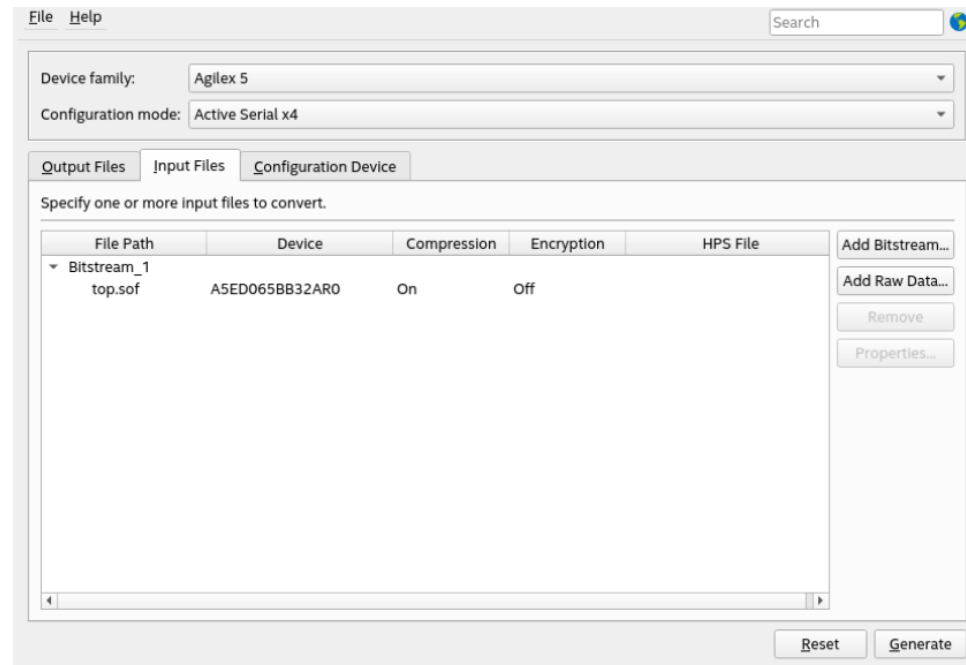 File Help Search
Device family: Agilex 5
Configuration mode: Active Serial x4
Output Files Input Files Configuration Device
Specify one or more input files to convert.
File Path Device Compression Encryption HPS File Add Bitstream...
Bitstream_1
top.sof A5ED065BB32AR0 On Off Add Raw Data...
Remove
Properties...
Reset Generate